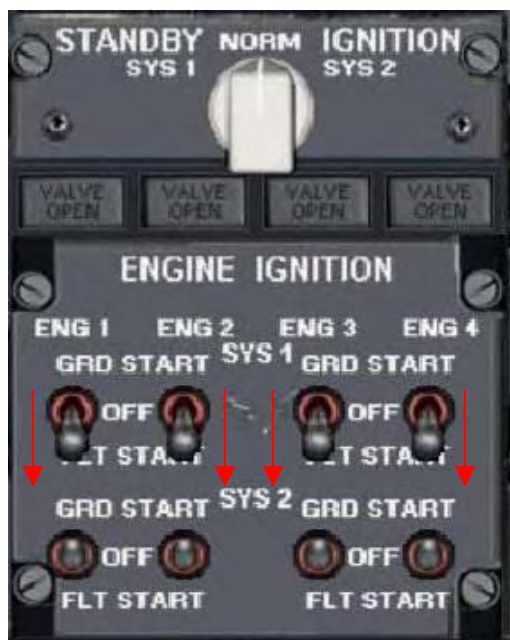 STANDBY NORM IGNITION
SYS 1 SYS 2
VALVE OPEN VALVE OPEN VALVE OPEN VALVE OPEN
ENGINE IGNITION
ENG 1 ENG 2 ENG 3 ENG 4
SYS 1
GRD START GRD START
OFF OFF
FLT START FLT START
SYS 2
GRD START GRD START
OFF OFF
FLT START FLT START